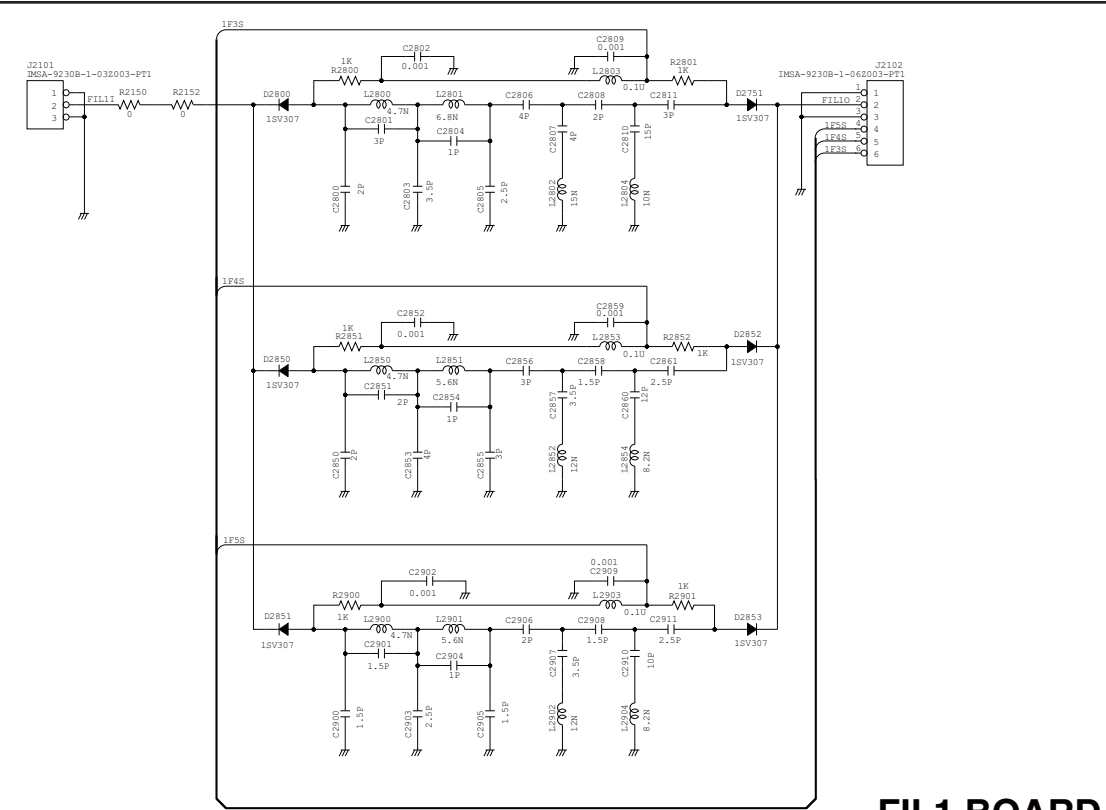 1F3S
J2101
IMSA-9230B-1-03Z003-PT1
1
2
3
FIL1I
R2150
0
R2152
0
D2800
1SV307
1K
R2800
C2802
0.001
C2809
0.001
L2803
0.1U
R2801
1K
L2800
4.7N
C2801
3P
L2801
6.8N
C2804
1P
C2806
4P
C2808
2P
C2811
3P
D2751
1SV307
C2800
2P
C2803
3.5P
C2805
2.5P
C2807
4P
L2802
15N
C2810
15P
L2804
10N
J2102
IMSA-9230B-1-06Z003-PT1
FIL1O
1F5S
1F4S
1F3S
1
2
3
4
5
6
1
2
3
4
5
6
1F4S
1K
R2851
C2852
0.001
C2859
0.001
L2853
0.1U
R2852
1K
D2852
1SV307
D2850
1SV307
L2850
4.7N
C2851
2P
L2851
5.6N
C2854
1P
C2856
3P
C2858
1.5P
C2861
2.5P
C2850
2P
C2853
4P
C2855
3P
C2857
3.5P
L2852
12N
C2860
12P
L2854
8.2N
1F5S
R2900
1K
C2902
0.001
0.001
C2909
L2903
0.1U
1K
R2901
D2851
1SV307
L2900
4.7N
C2901
1.5P
L2901
5.6N
C2904
1P
C2906
2P
C2908
1.5P
C2911
2.5P
D2853
1SV307
C2900
1.5P
C2903
2.5P
C2905
1.5P
C2907
3.5P
L2902
12N
C2910
10P
L2904
8.2N
FIL1 BOARD